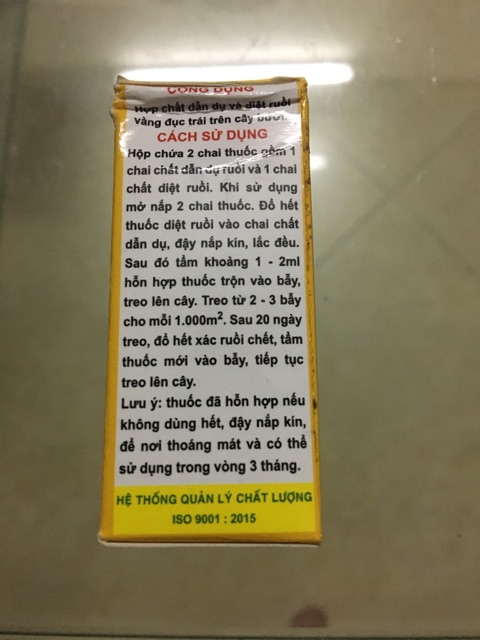 CÔNG DỤNG
Hợp chất dẫn dụ và diệt ruồi
vàng đục trái trên cây bưởi.
CÁCH SỬ DỤNG
Hộp chứa 2 chai thuốc gồm 1
chai chất dẫn dụ ruồi và 1 chai
chất diệt ruồi. Khi sử dụng
mở nắp 2 chai thuốc. Đổ hết
thuốc diệt ruồi vào chai chất
dẫn dụ, đậy nắp kín, lắc đều.
Sau đó tẩm khoảng 1 - 2ml
hỗn hợp thuốc trộn vào bẫy,
treo lên cây. Treo từ 2 - 3 bẫy
cho mỗi 1.000m². Sau 20 ngày
treo, đổ hết xác ruồi chết, tẩm
thuốc mới vào bẫy, tiếp tục
treo lên cây.
Lưu ý: thuốc đã hỗn hợp nếu
không dùng hết, đậy nắp kín,
để nơi thoáng mát và có thể
sử dụng trong vòng 3 tháng.
HỆ THỐNG QUẢN LÝ CHẤT LƯỢNG
ISO 9001 : 2015